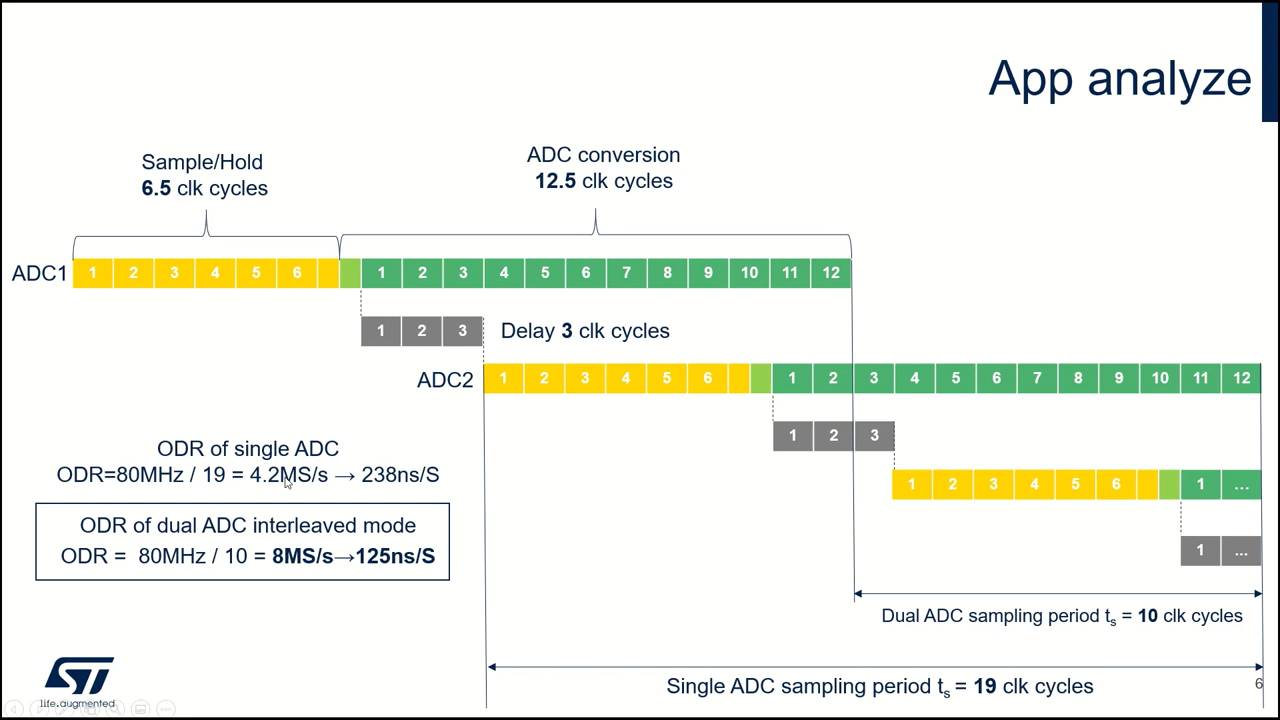 App analyze
Sample/Hold
6.5 clk cycles
ADC conversion
12.5 clk cycles
ADC1
1 2 3 4 5 6 1 2 3 4 5 6 7 8 9 10 11 12
1 2 3
Delay 3 clk cycles
ADC2
1 2 3 4 5 6 1 2 3 4 5 6 7 8 9 10 11 12
1 2 3
ODR of single ADC
ODR=80MHz / 19 = 4.2MS/s → 238ns/S
1 2 3 4 5 6 1 ...
ODR of dual ADC interleaved mode
ODR = 80MHz / 10 = 8MS/s→125ns/S
1 ...
Dual ADC sampling period ts = 10 clk cycles
Single ADC sampling period ts = 19 clk cycles
6
ST
life.augmented